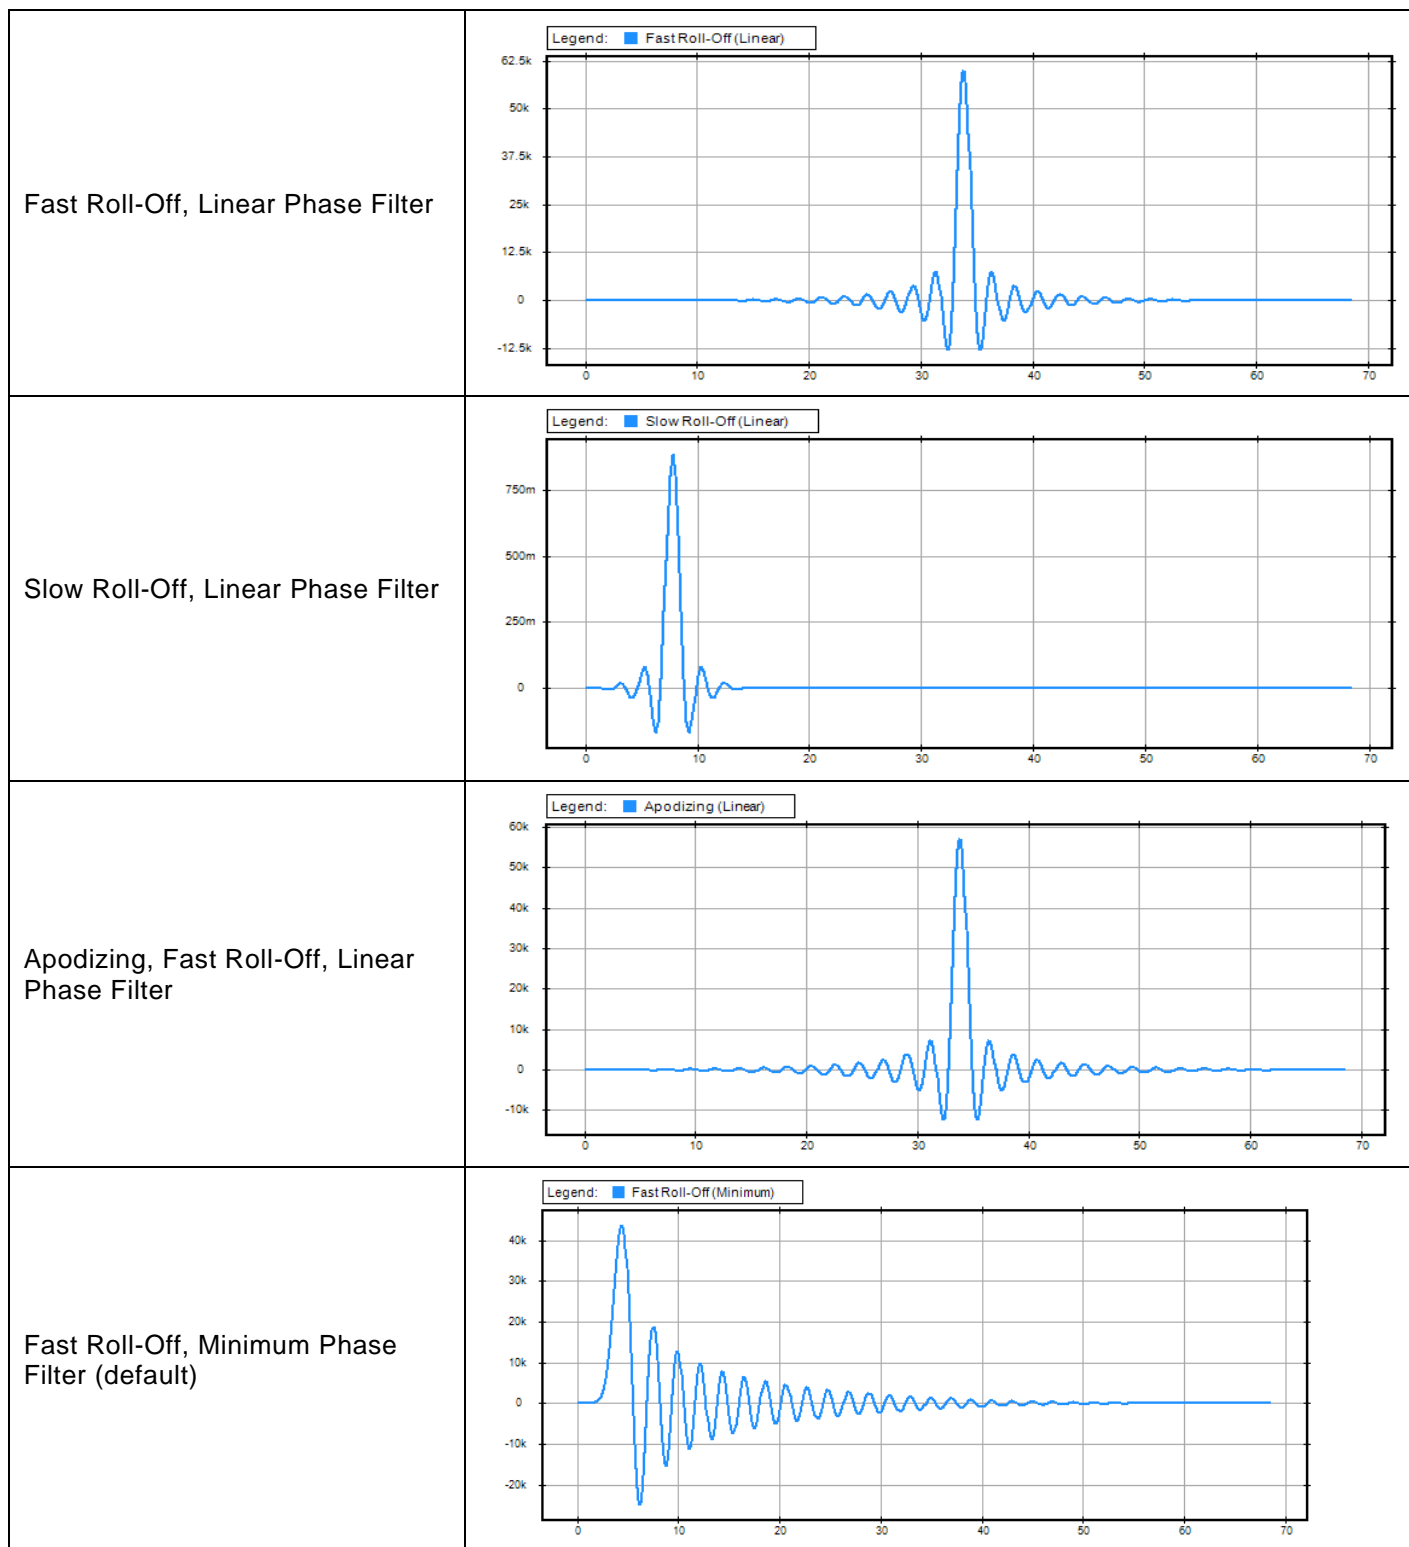 Fast Roll-Off, Linear Phase Filter
Legend: Fast Roll-Off (Linear)
62.5k
50k
37.5k
25k
12.5k
0
-12.5k
0 10 20 30 40 50 60 70
Slow Roll-Off, Linear Phase Filter
Legend: Slow Roll-Off (Linear)
750m
500m
250m
0
0 10 20 30 40 50 60 70
Apodizing, Fast Roll-Off, Linear
Phase Filter
Legend: Apodizing (Linear)
60k
50k
40k
30k
20k
10k
0
-10k
0 10 20 30 40 50 60 70
Fast Roll-Off, Minimum Phase
Filter (default)
Legend: Fast Roll-Off (Minimum)
40k
30k
20k
10k
0
-10k
-20k
0 10 20 30 40 50 60 70